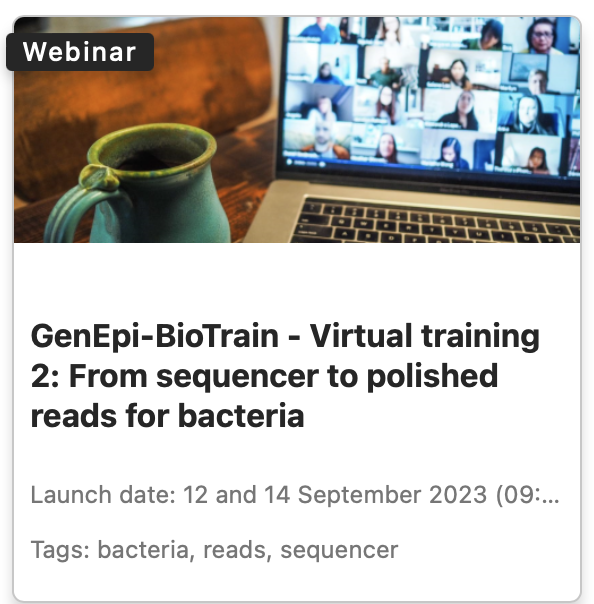 Webinar
GenEpi-BioTrain - Virtual training
2: From sequencer to polished
reads for bacteria
Launch date: 12 and 14 September 2023 (09:...
Tags: bacteria, reads, sequencer